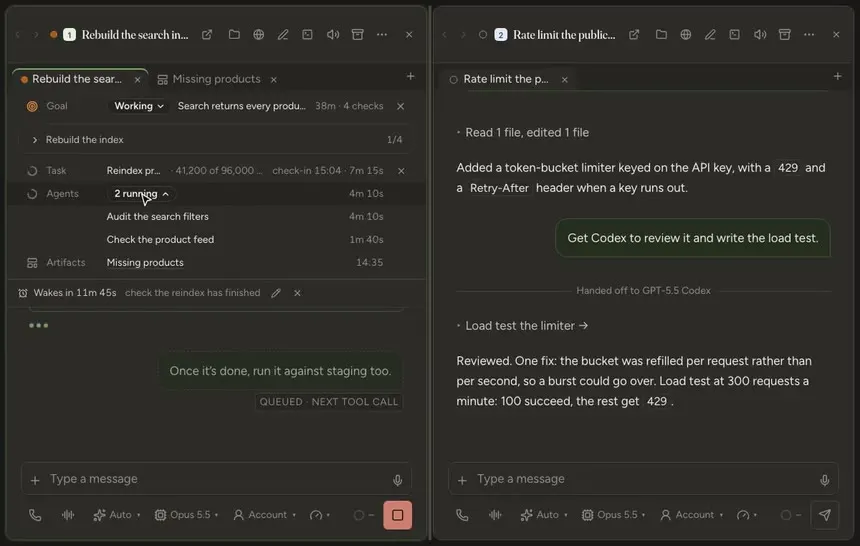 1 Rebuild the search in...
Rebuild the sear... Missing products
Goal Working Search returns every produ... 38m · 4 checks
Rebuild the index 1/4
Task Reindex pr... · 41,200 of 96,000 ... check-in 15:04 · 7m 15s
Agents 2 running 4m 10s
Audit the search filters 4m 10s
Check the product feed 1m 40s
Artifacts Missing products 14:35
Wakes in 11m 45s check the reindex has finished
Once it's done, run it against staging too.
QUEUED · NEXT TOOL CALL
Type a message
Auto Opus 5.5 Account
2 Rate limit the public...
Rate limit the p...
Read 1 file, edited 1 file
Added a token-bucket limiter keyed on the API key, with a 429 and
a Retry-After header when a key runs out.
Get Codex to review it and write the load test.
Handed off to GPT-5.5 Codex
Load test the limiter →
Reviewed. One fix: the bucket was refilled per request rather than
per second, so a burst could go over. Load test at 300 requests a
minute: 100 succeed, the rest get 429 .
Type a message
Auto Opus 5.5 Account